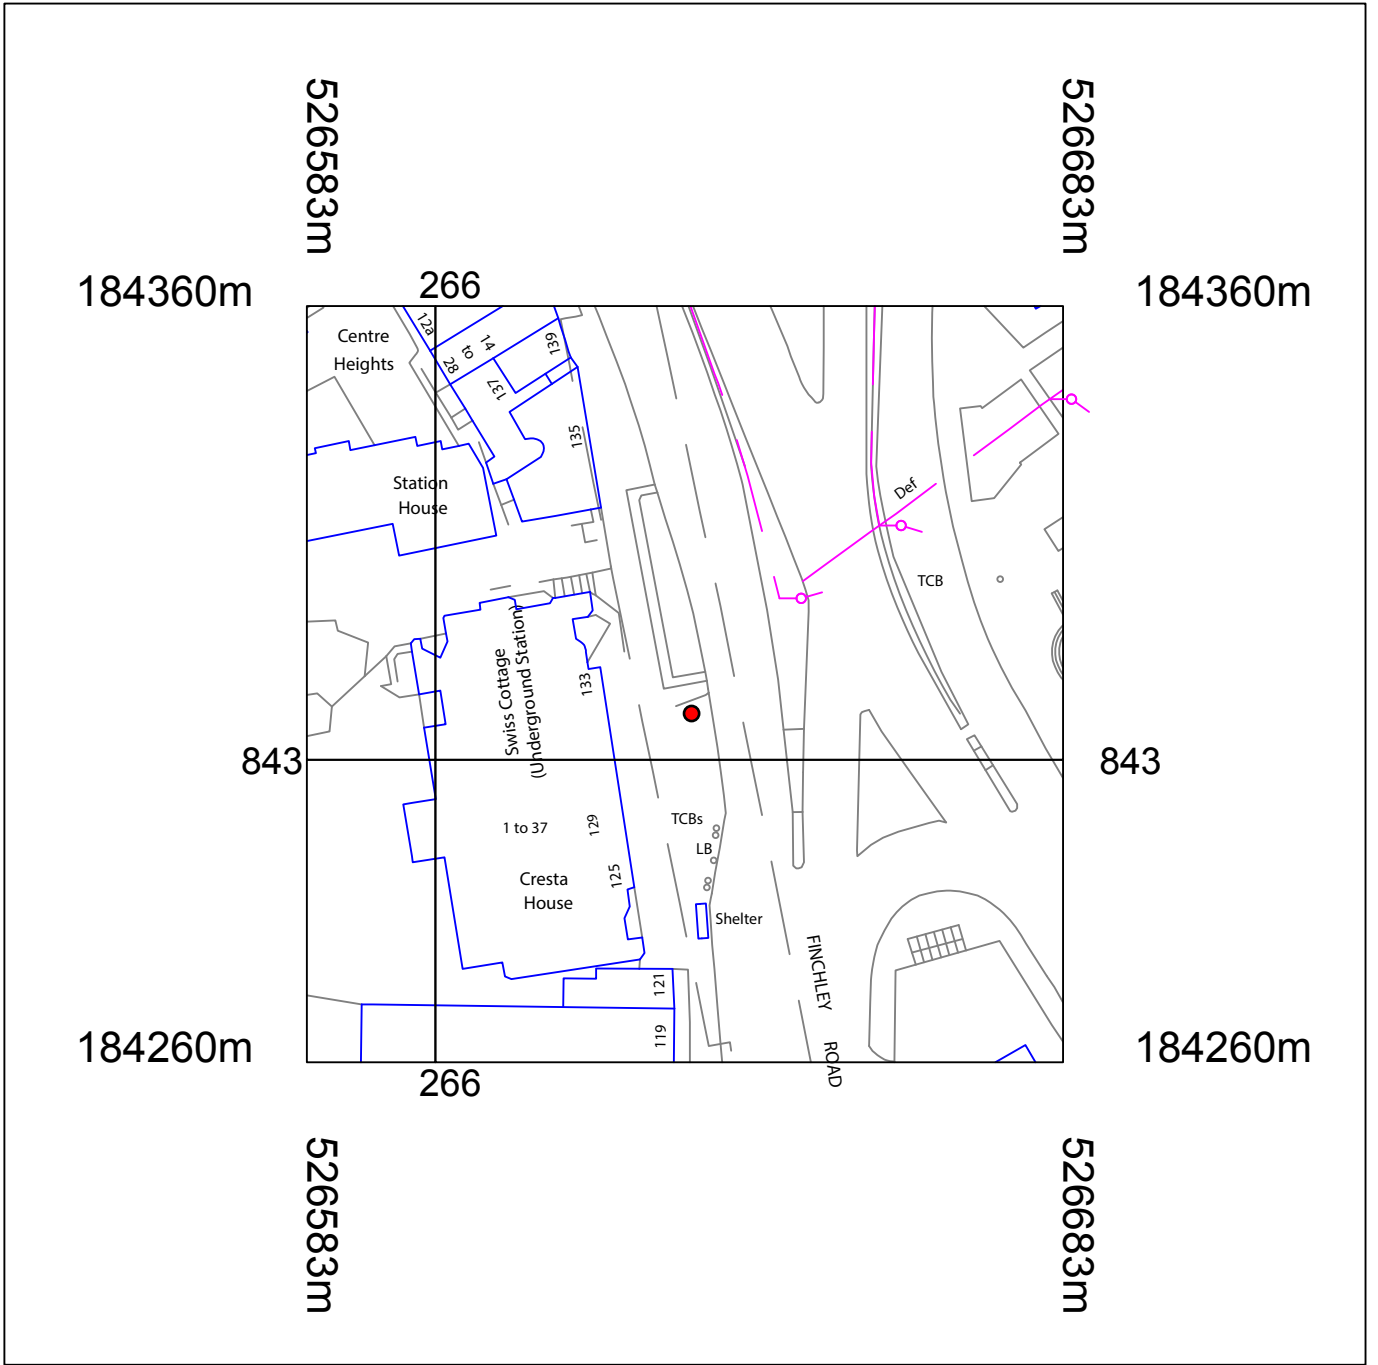 526583m
526683m
184360m
266
184360m
Centre
Heights
12a
14
to
28
139
137
135
Station
House
Def
TCB
Swiss Cottage
(Underground Station)
133
843
843
TCBs
1 to 37
129
LB
Cresta
House
125
Shelter
FINCHLEY
ROAD
121
119
184260m
266
184260m
526583m
526683m